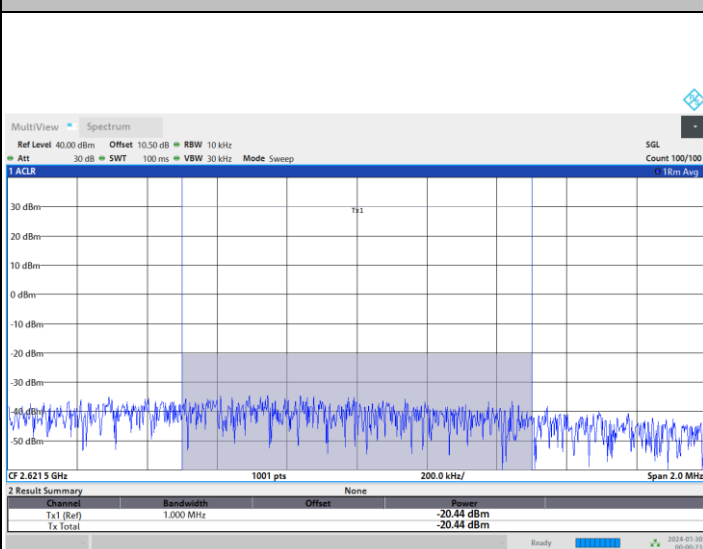 MultiView Spectrum
Ref Level 40.00 dBm Offset 10.50 dB RBW 10 kHz SGL
Att 30 dB SWT 100 ms VBW 30 kHz Mode Sweep Count 100/100
1 ACLR 1Rm Avg
Tx1
30 dBm
20 dBm
10 dBm
0 dBm
-10 dBm
-20 dBm
-30 dBm
-40 dBm
-50 dBm
CF 2.6215 GHz 1001 pts 200.0 kHz/ Span 2.0 MHz
2 Result Summary None
Channel Bandwidth Offset Power
Tx1 (Ref) 1.000 MHz -20.44 dBm
Tx Total -20.44 dBm
Ready 2024-01-30